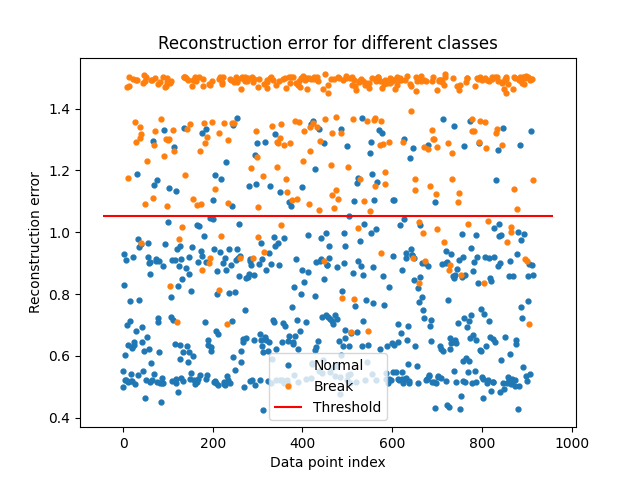 Reconstruction error for different classes
Reconstruction error
1.4
1.2
1.0
0.8
0.6
0.4
Normal
Break
Threshold
0
200
400
600
800
1000
Data point index